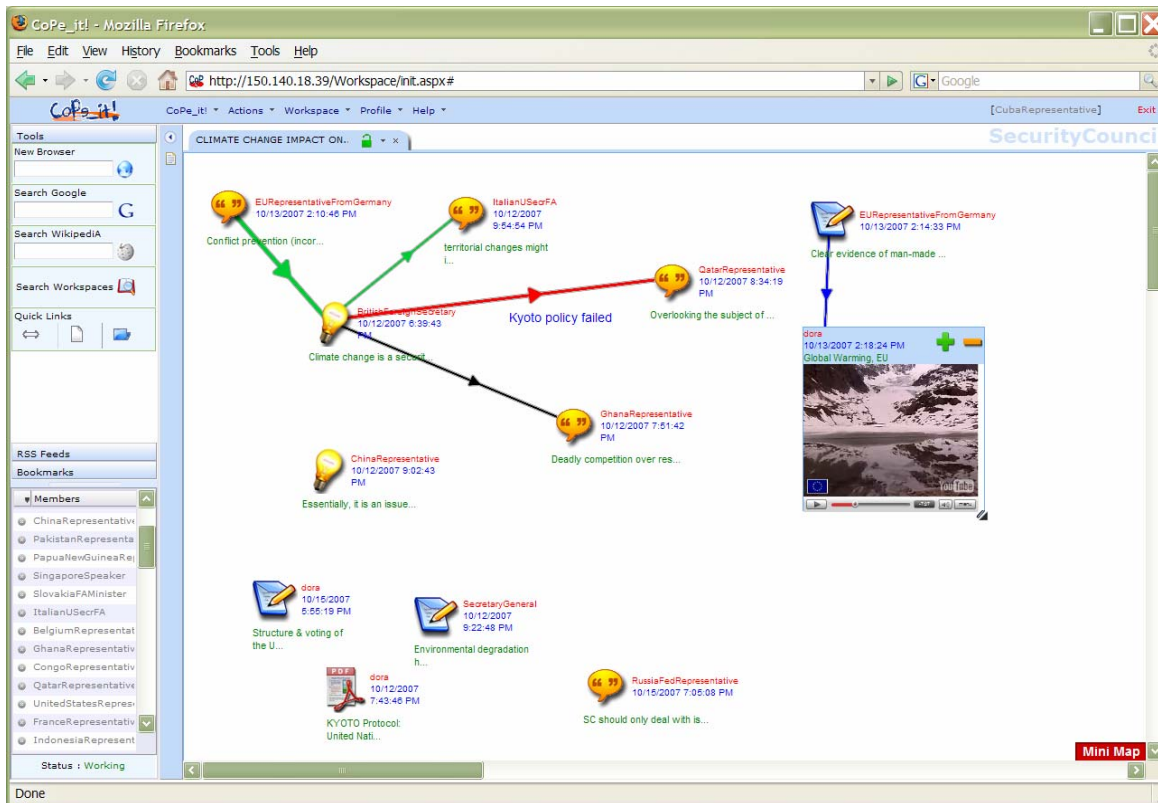 CoPe_it! - Mozilla Firefox
File Edit View History Bookmarks Tools Help
http://150.140.18.39/Workspace/init.aspx#
Google
CoPe_it!
CoPe_it! Actions Workspace Profile Help
[CubaRepresentative]
Exit
Tools
New Browser
Search Google
Search WikipediA
Search Workspaces
Quick Links
RSS Feeds
Bookmarks
Members
ChinaRepresentative
PakistanRepresenta
PapuaNewGuineaRe
SingaporeSpeaker
SlovakiaFAMinister
ItalianUSecrFA
BelgiumRepresentat
GhanaRepresentativ
CongoRepresentativ
QatarRepresentative
UnitedStatesRepres
FranceRepresentativ
IndonesiaRepresent
Status : Working
CLIMATE CHANGE IMPACT ON..
SecurityCounci
EURepresentativeFromGermany
10/13/2007 2:10:46 PM
Conflict prevention (incor...
ItalianUSecrFA
10/12/2007
9:54:54 PM
territorial changes might
i...
EURepresentativeFromGermany
10/13/2007 2:14:33 PM
Clear evidence of man-made ...
QatarRepresentative
10/12/2007 8:34:19
PM
Overlooking the subject of ...
BritishForeignSecretary
10/12/2007 6:39:43
PM
Climate change is a securit...
Kyoto policy failed
dora
10/13/2007 2:18:24 PM
Global Warming, EU
YouTube
GhanaRepresentative
10/12/2007 7:51:42
PM
Deadly competition over res...
ChinaRepresentative
10/12/2007 9:02:43
PM
Essentially, it is an issue...
dora
10/15/2007
5:55:19 PM
Structure & voting of
the U...
SecretaryGeneral
10/12/2007
9:22:48 PM
Environmental degradation
h...
PDF
dora
10/12/2007
7:43:46 PM
KYOTO Protocol:
United Nati...
RussiaFedRepresentative
10/15/2007 7:05:08 PM
SC should only deal with is...
Mini Map
Done